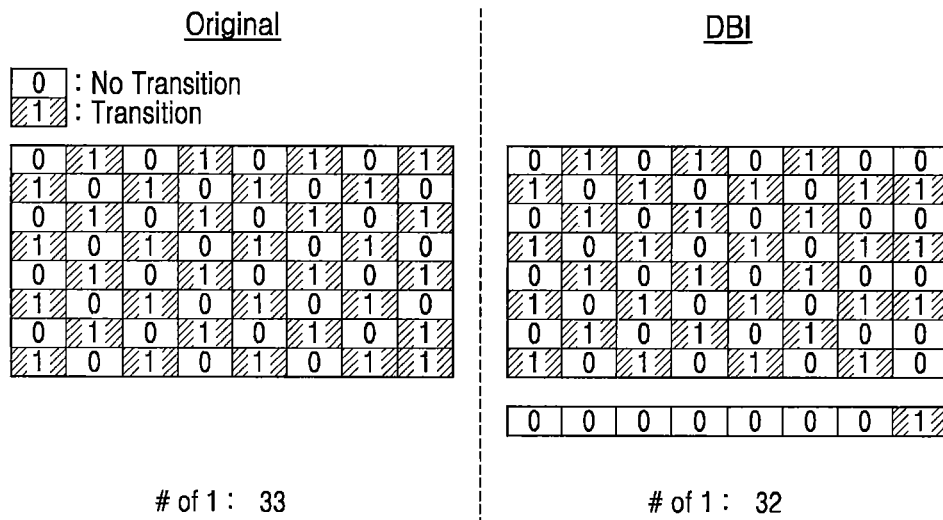 Original
0 : No Transition
1 : Transition
0 1 0 1 0 1 0 1
1 0 1 0 1 0 1 0
0 1 0 1 0 1 0 1
1 0 1 0 1 0 1 0
0 1 0 1 0 1 0 1
1 0 1 0 1 0 1 0
0 1 0 1 0 1 0 1
1 0 1 0 1 0 1 1
# of 1 : 33
DBI
0 1 0 1 0 1 0 0
1 0 1 0 1 0 1 1
0 1 0 1 0 1 0 0
1 0 1 0 1 0 1 1
0 1 0 1 0 1 0 0
1 0 1 0 1 0 1 1
0 1 0 1 0 1 0 0
1 0 1 0 1 0 1 0
0 0 0 0 0 0 0 1
# of 1 : 32